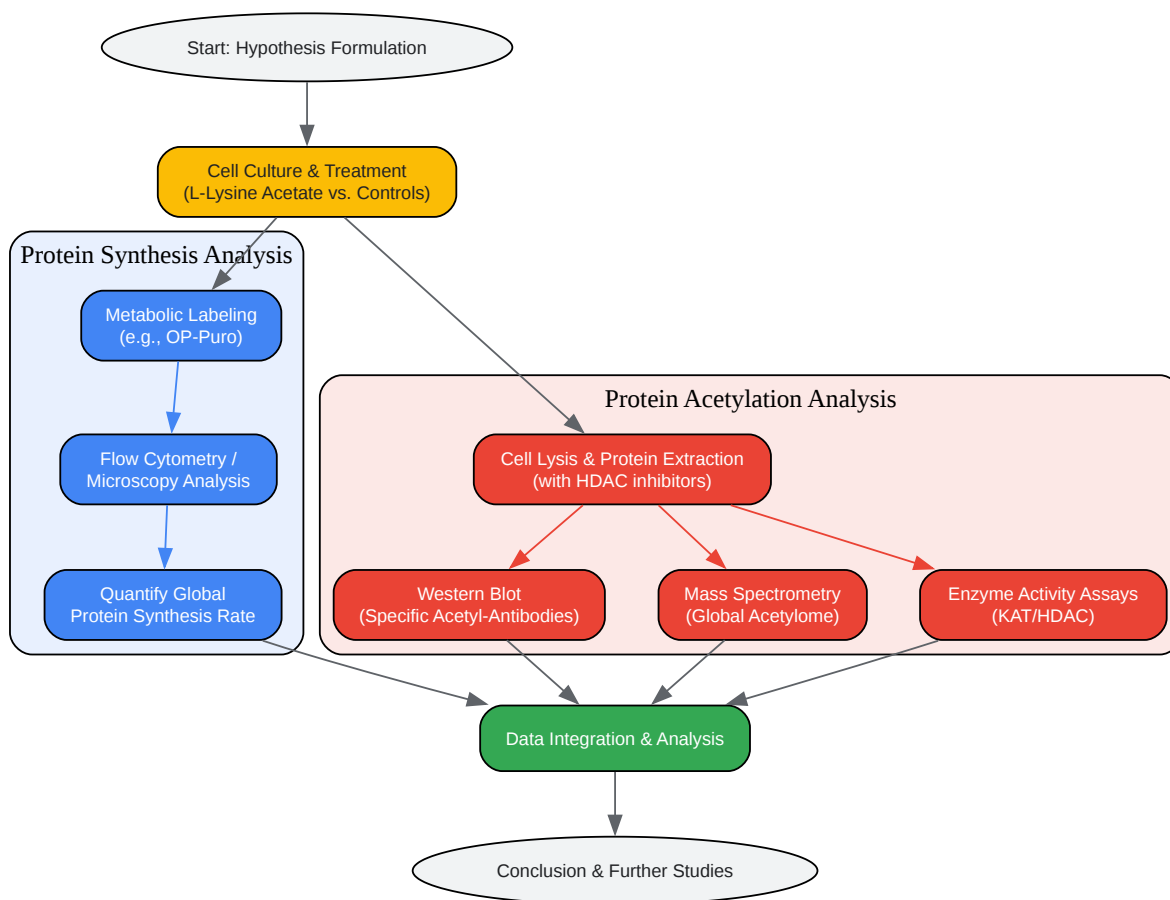 Start: Hypothesis Formulation
Cell Culture & Treatment
(L-Lysine Acetate vs. Controls)
Protein Synthesis Analysis
Metabolic Labeling
(e.g., OP-Puro)
Flow Cytometry /
Microscopy Analysis
Quantify Global
Protein Synthesis Rate
Protein Acetylation Analysis
Cell Lysis & Protein Extraction
(with HDAC inhibitors)
Western Blot
(Specific Acetyl-Antibodies)
Mass Spectrometry
(Global Acetylome)
Enzyme Activity Assays
(KAT/HDAC)
Data Integration & Analysis
Conclusion & Further Studies